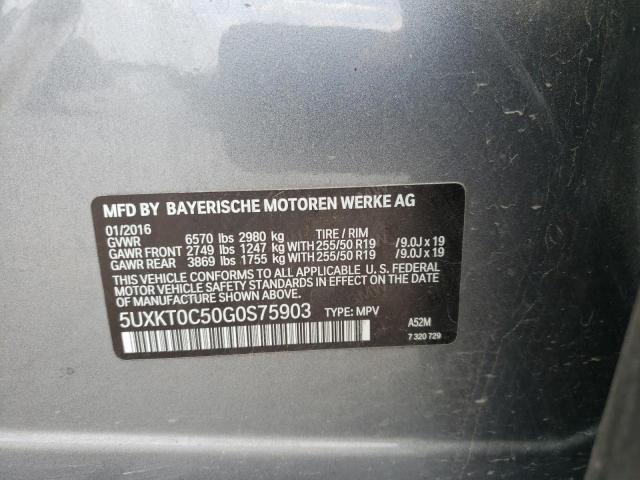 MFD BY BAYERISCHE MOTOREN WERKE AG
01/2016
GVWR 6570 lbs 2980 kg TIRE / RIM
GAWR FRONT 2749 lbs 1247 kg WITH 255/50 R19 /9.0J x 19
GAWR REAR 3869 lbs 1755 kg WITH 255/50 R19 /9.0J x 19
THIS VEHICLE CONFORMS TO ALL APPLICABLE U. S. FEDERAL
MOTOR VEHICLE SAFETY STANDARDS IN EFFECT ON THE
DATE OF MANUFACTURE SHOWN ABOVE.
5UXKT0C50G0S75903 TYPE: MPV
A52M
7 320 729